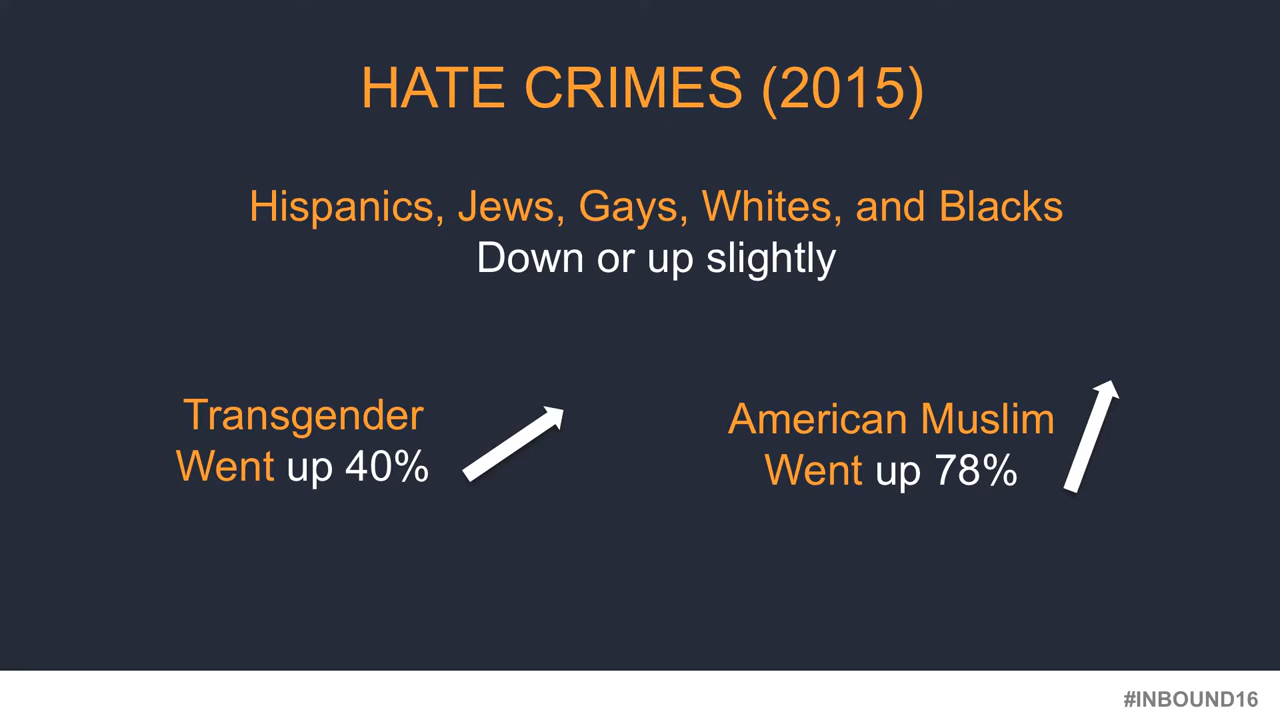 HATE CRIMES (2015)
Hispanics, Jews, Gays, Whites, and Blacks
Down or up slightly
Transgender
Went up 40%
American Muslim
Went up 78%
#INBOUND16